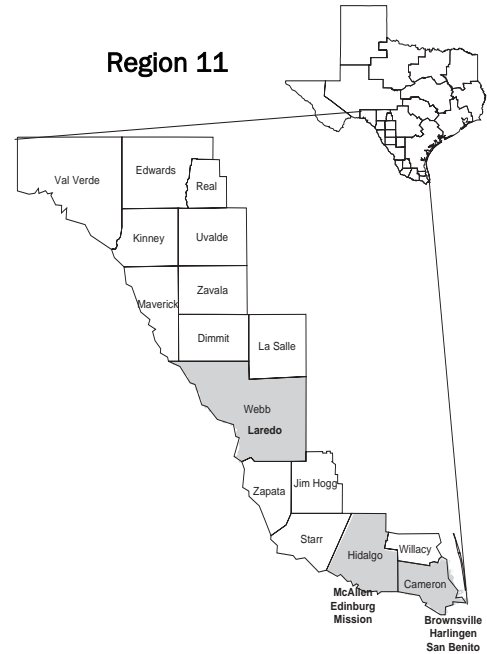 Region 11
Val Verde
Edwards
Real
Kinney
Uvalde
Maverick
Zavala
Dimmit
La Salle
Webb
Laredo
Zapata
Jim Hogg
Starr
Hidalgo
Willacy
Cameron
McAllen
Edinburg
Mission
Brownsville
Harlingen
San Benito